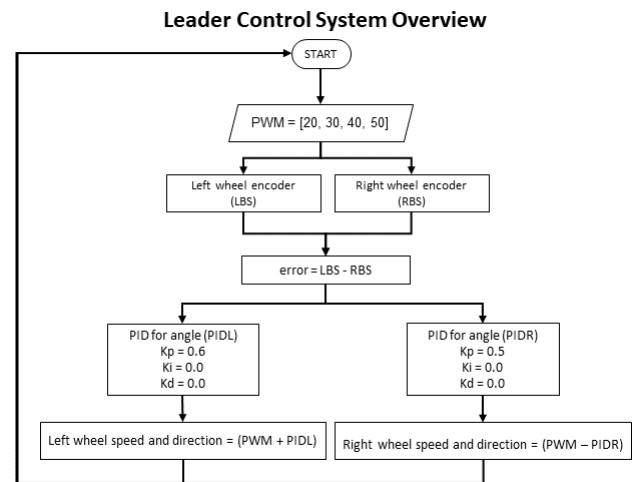 Leader Control System Overview
START
PWM = [20, 30, 40, 50]
Left wheel encoder
(LBS)
Right wheel encoder
(RBS)
error = LBS - RBS
PID for angle (PIDL)
Kp = 0.6
Ki = 0.0
Kd = 0.0
PID for angle (PIDR)
Kp = 0.5
Ki = 0.0
Kd = 0.0
Left wheel speed and direction = (PWM + PIDL)
Right wheel speed and direction = (PWM – PIDR)